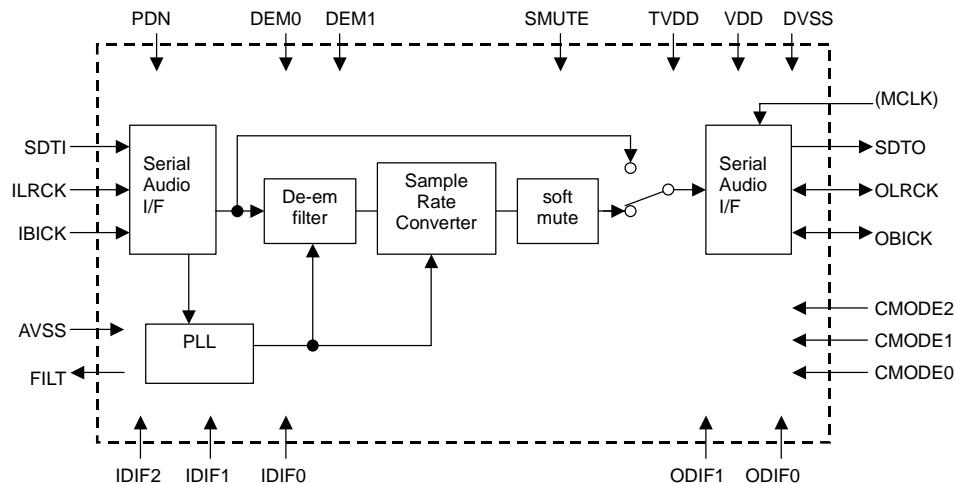 PDN
DEM0
DEM1
SMUTE
TVDD
VDD
DVSS
(MCLK)
SDTI
ILRCK
IBICK
Serial
Audio
I/F
De-em
filter
Sample
Rate
Converter
soft
mute
Serial
Audio
I/F
SDTO
OLRCK
OBICK
AVSS
FILT
PLL
CMODE2
CMODE1
CMODE0
IDIF2
IDIF1
IDIF0
ODIF1
ODIF0